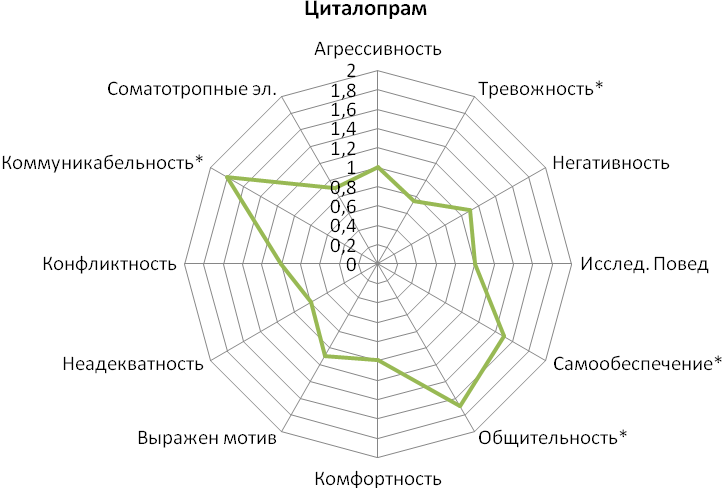 Циталопрам
Агрессивность
Соматотропные эл.
Тревожность*
Коммуникабельность*
Негативность
Конфликтность
Исслед. Повед
Неадекватность
Самообеспечение*
Выражен мотив
Общительность*
Комфортность
2
1,8
1,6
1,4
1,2
1
0,8
0,6
0,4
0,2
0